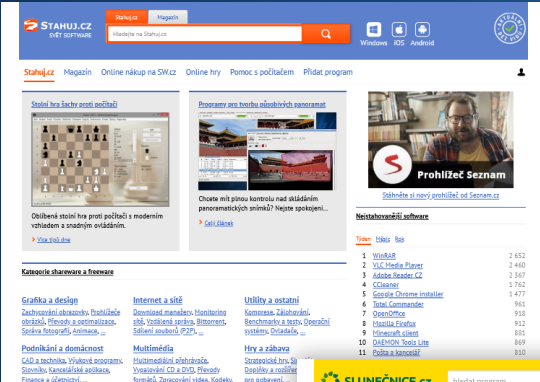 STAHUJ.CZ
SVĚT SOFTWARE
Stahuj.cz Magazín
Hledejte na Stahuj.cz
Windows iOS Android
AKTUÁLNÍ
BEZ VIRŮ
Stahuj.cz Magazín Online nákup na SW.cz Online hry Pomoc s počítačem Přidat program
Stolní hra šachy proti počítači
Oblíbená stolní hra proti počítači s moderním
vzhledem a snadným ovládáním.
> Více tipů dne
Programy pro tvorbu působivých panoramat
Chcete mít plnou kontrolu nad skládáním
panoramatických snímků? Nejste spokojeni...
> Celý článek
Prohlížeč Seznam
Stáhněte si nový prohlížeč od Seznam.cz
Nejstahovanější software
Týden Měsíc Rok
1 WinRAR 2 652
2 VLC Media Player 2 460
3 Adobe Reader CZ 2 367
4 CCleaner 1 762
5 Google Chrome installer 1 477
6 Total Commander 961
7 OpenOffice 918
8 Mozilla Firefox 912
9 Minecraft client 881
10 DAEMON Tools Lite 869
11 Pošta a kancelář 810
Kategorie shareware a freeware
Grafika a design
Zachycování obrazovky, Prohlížeče
obrázků, Převody a optimalizace,
Správa fotografií, Animace, ...
Internet a sítě
Download manažery, Monitoring
sítě, Vzdálená správa, Bittorrent,
Sdílení souborů (P2P), ...
Utility a ostatní
Komprese, Zálohování,
Benchmarky a testy, Operační
systémy, Ovladače, ...
Podnikání a domácnost
CAD a technika, Výukové programy,
Slovníky, Kancelářské aplikace,
Finance a účetnictví, ...
Multimédia
Multimediální přehrávače,
Vypalování CD a DVD, Převody
formátů, Zpracování videa, Kodeky,
Hry a zábava
Strategické hry,
Doplňky a rozšíření
pro pobavení,
SLUNEČNICE.CZ
hledat program